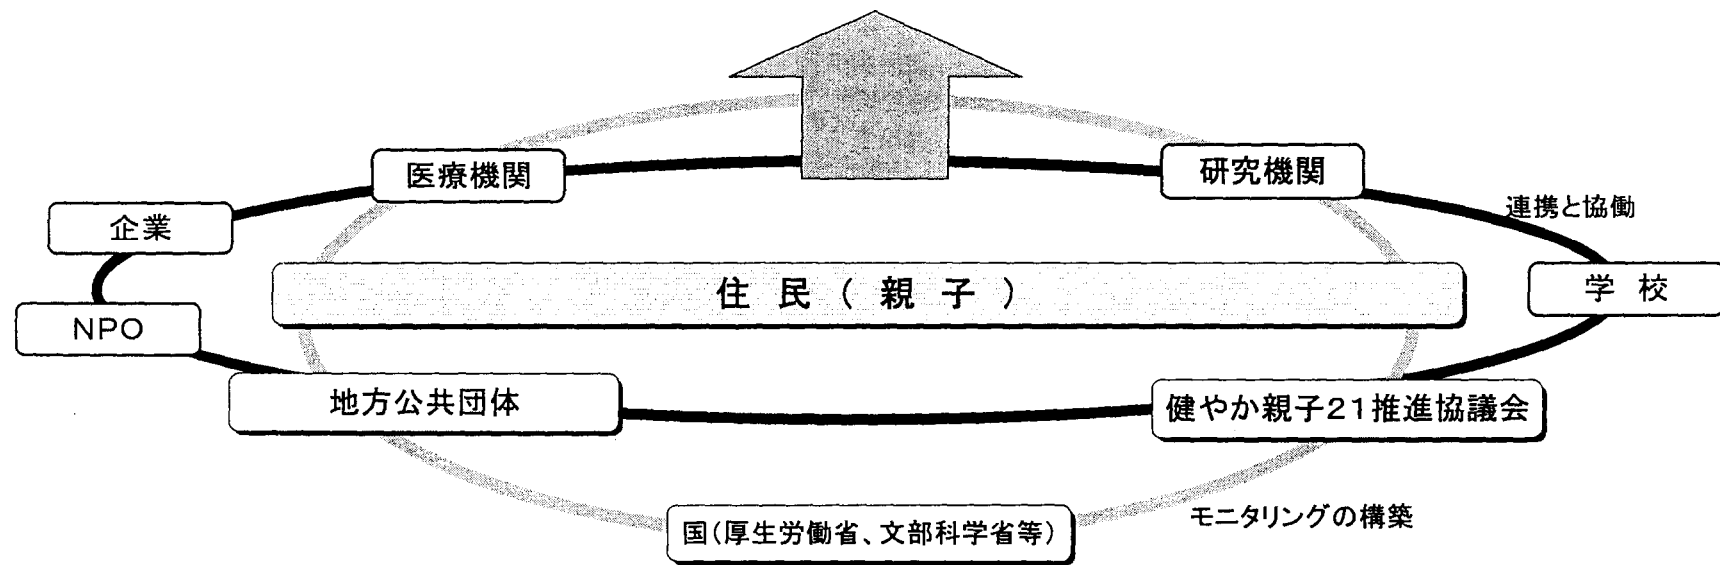 医療機関
研究機関
企業
連携と協働
住民(親子)
学校
NPO
地方公共団体
健やか親子21推進協議会
国(厚生労働省、文部科学省等)
モニタリングの構築